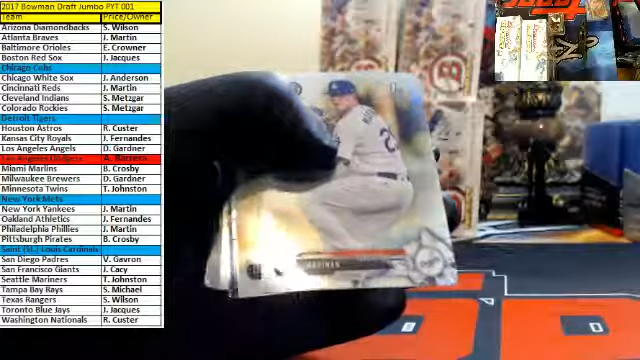 2017 Bowman Draft Jumbo PYT 001
Team Price/Owner
Arizona Diamondbacks S. Wilson
Atlanta Braves J. Martin
Baltimore Orioles E. Crowner
Boston Red Sox J. Jacques
Chicago Cubs
Chicago White Sox J. Anderson
Cincinnati Reds J. Martin
Cleveland Indians S. Metzgar
Colorado Rockies S. Metzgar
Detroit Tigers
Houston Astros R. Custer
Kansas City Royals J. Fernandes
Los Angeles Angels D. Gardner
Los Angeles Dodgers A. Barrera
Miami Marlins B. Crosby
Milwaukee Brewers D. Gardner
Minnesota Twins T. Johnston
New York Mets
New York Yankees J. Martin
Oakland Athletics J. Fernandes
Philadelphia Phillies J. Martin
Pittsburgh Pirates B. Crosby
Saint (St.) Louis Cardinals
San Diego Padres V. Gavron
San Francisco Giants J. Cacy
Seattle Mariners T. Johnston
Tampa Bay Rays S. Michael
Texas Rangers S. Wilson
Toronto Blue Jays J. Jacques
Washington Nationals R. Custer